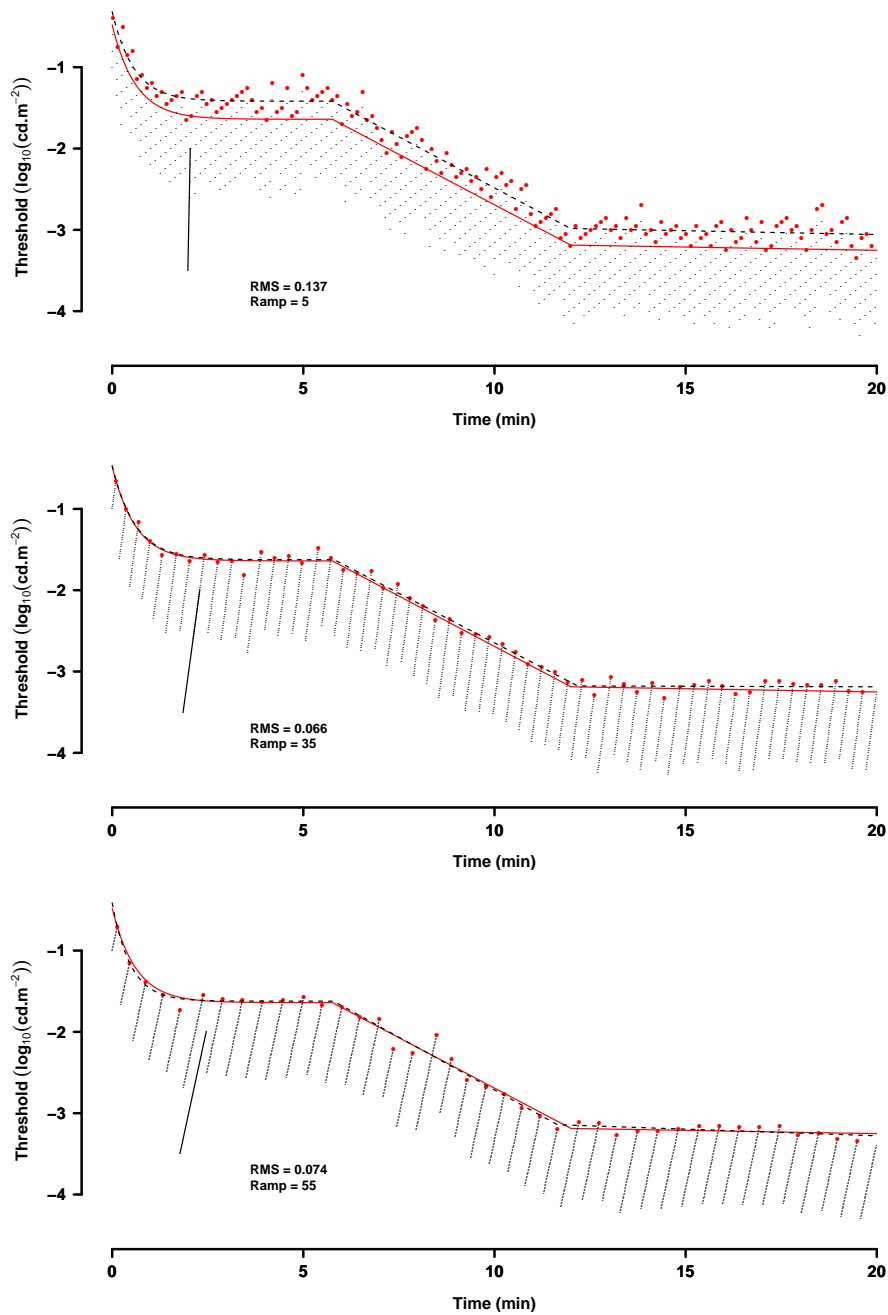 Threshold (log₁₀(cd.m⁻²))
−1
−2
−3
−4
RMS = 0.137
Ramp = 5
0 5 10 15 20
Time (min)
Threshold (log₁₀(cd.m⁻²))
−1
−2
−3
−4
RMS = 0.066
Ramp = 35
0 5 10 15 20
Time (min)
Threshold (log₁₀(cd.m⁻²))
−1
−2
−3
−4
RMS = 0.074
Ramp = 55
0 5 10 15 20
Time (min)